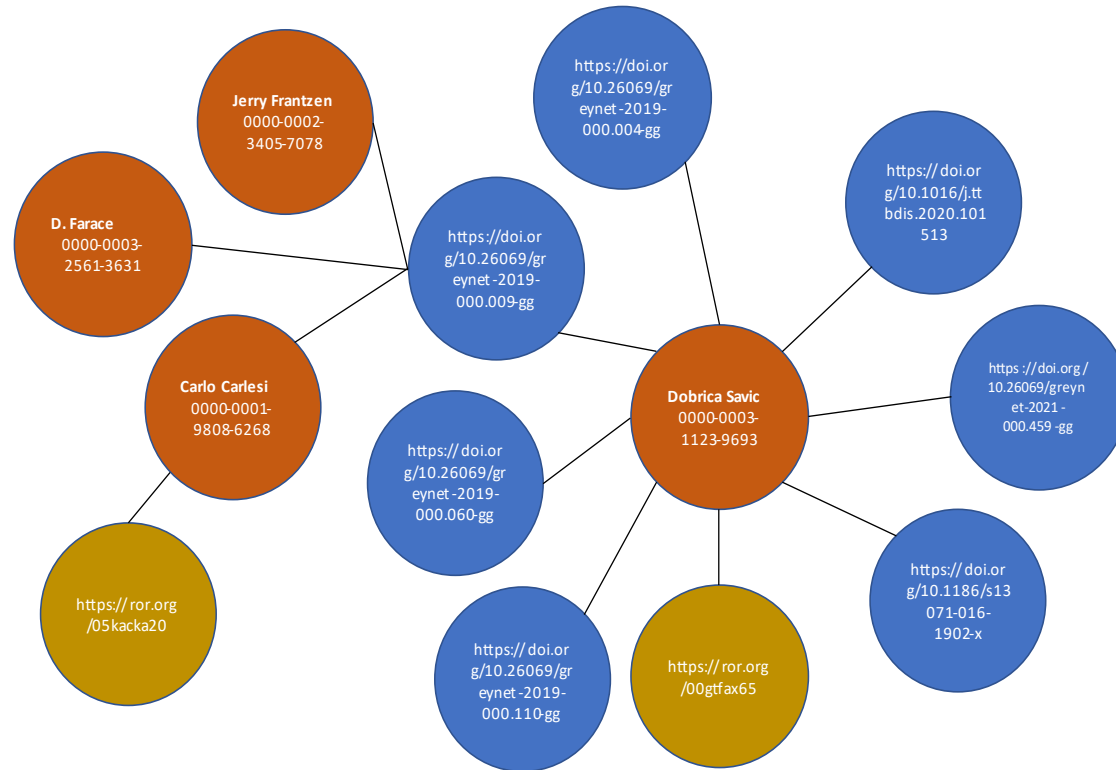 https://doi.or
g/10.26069/gr
eynet-2019-
000.004-gg
Jerry Frantzen
0000-0002-
3405-7078
https://doi.or
g/10.1016/j.tt
bdis.2020.101
513
D. Farace
0000-0003-
2561-3631
https://doi.or
g/10.26069/gr
eynet-2019-
000.009-gg
Carlo Carlesi
0000-0001-
9808-6268
Dobrica Savic
0000-0003-
1123-9693
https://doi.org/
10.26069/greyn
et-2021-
000.459-gg
https://doi.or
g/10.26069/gr
eynet-2019-
000.060-gg
https://ror.org
/05kacka20
https://doi.or
g/10.1186/s13
071-016-
1902-x
https://doi.or
g/10.26069/gr
eynet-2019-
000.110-gg
https://ror.org
/00gtfax65